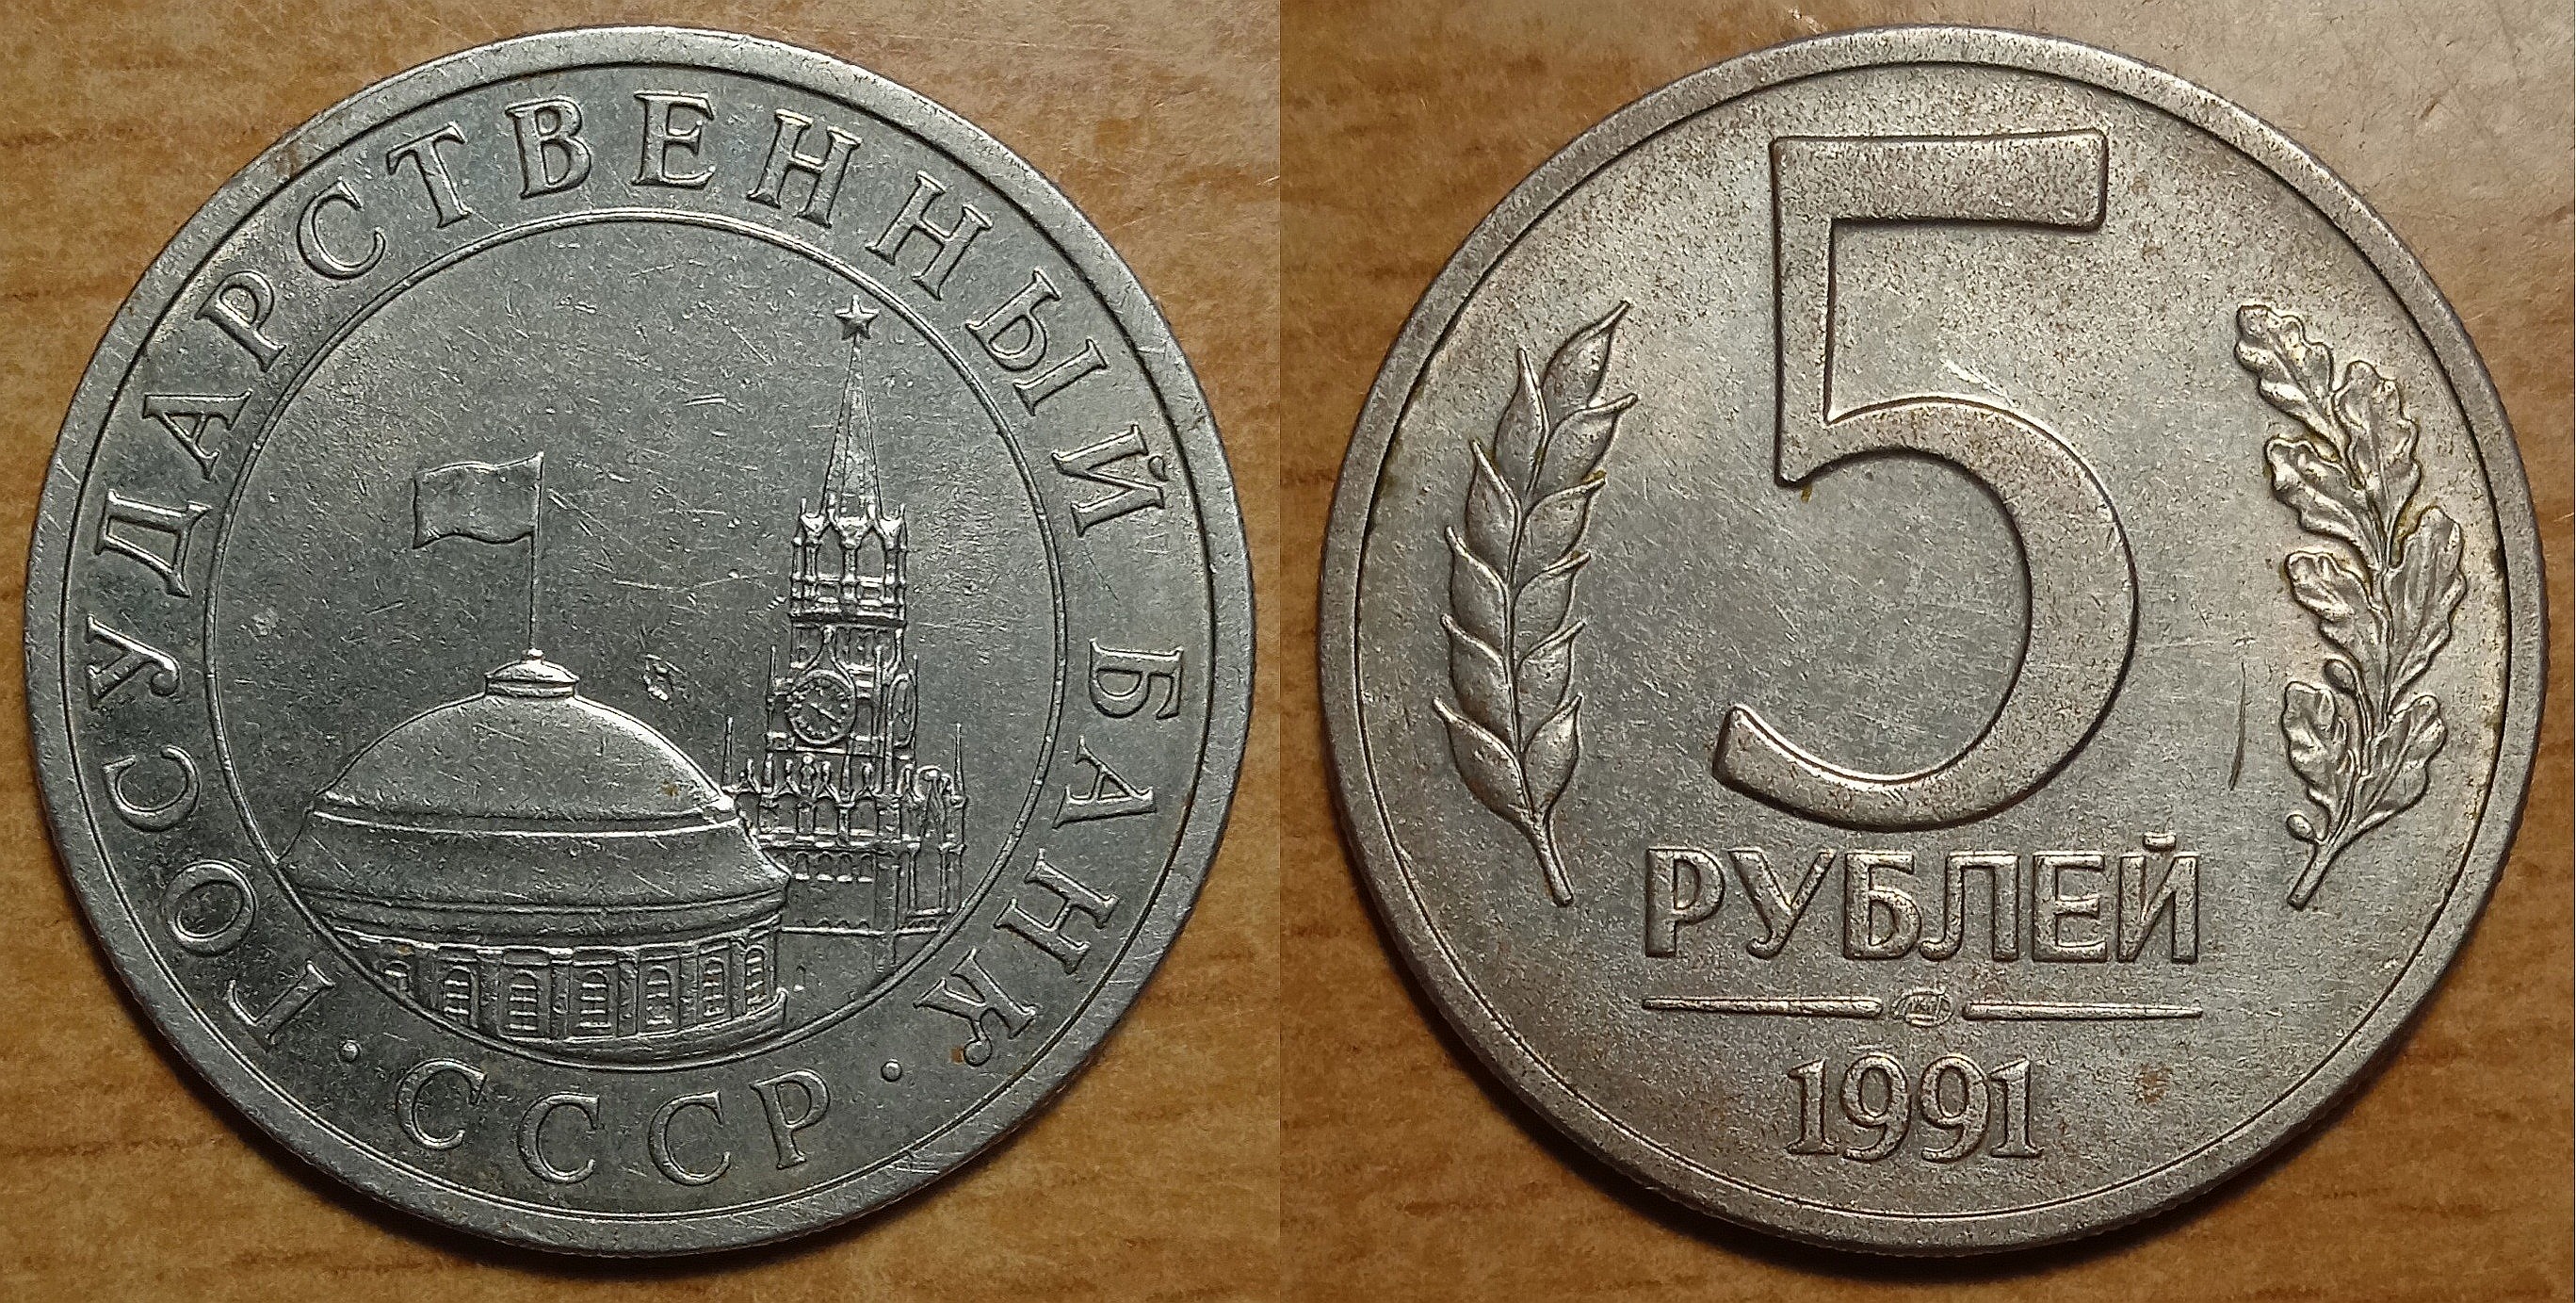 ГОСУДАРСТВЕННЫЙ БАНК
· СССР ·
5
РУБЛЕЙ
1991